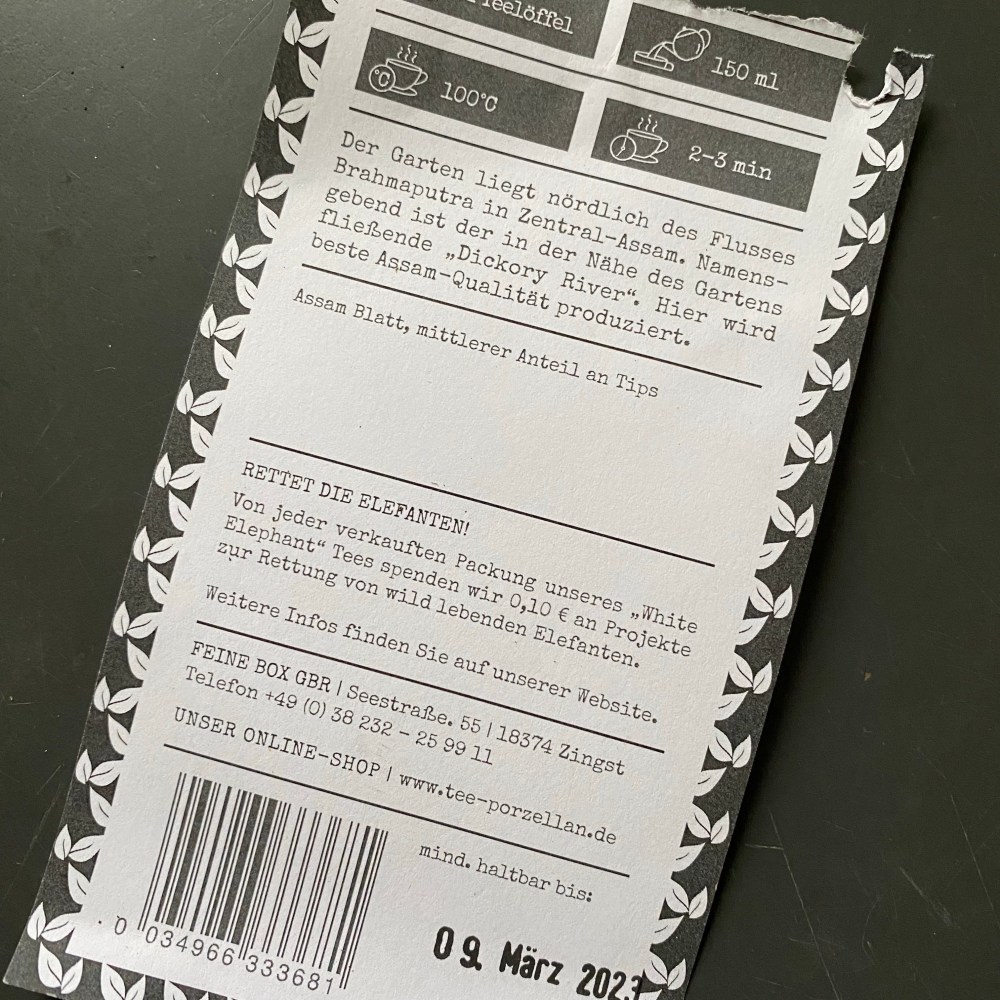 Teelöffel
150 ml
°C
100°C
2-3 min
Der Garten liegt nördlich des Flusses
Brahmaputra in Zentral-Assam. Namens-
gebend ist der in der Nähe des Gartens
fließende „Dickory River“. Hier wird
beste Assam-Qualität produziert.
Assam Blatt, mittlerer Anteil an Tips
RETTET DIE ELEFANTEN!
Von jeder verkauften Packung unseres „White
Elephant“ Tees spenden wir 0,10 € an Projekte
zur Rettung von wild lebenden Elefanten.
Weitere Infos finden Sie auf unserer Website.
FEINE BOX GBR | Seestraße. 55 | 18374 Zingst
Telefon +49 (0) 38 232 - 25 99 11
UNSER ONLINE-SHOP | www.tee-porzellan.de
mind. haltbar bis:
0 034966 333681
09. März 2023